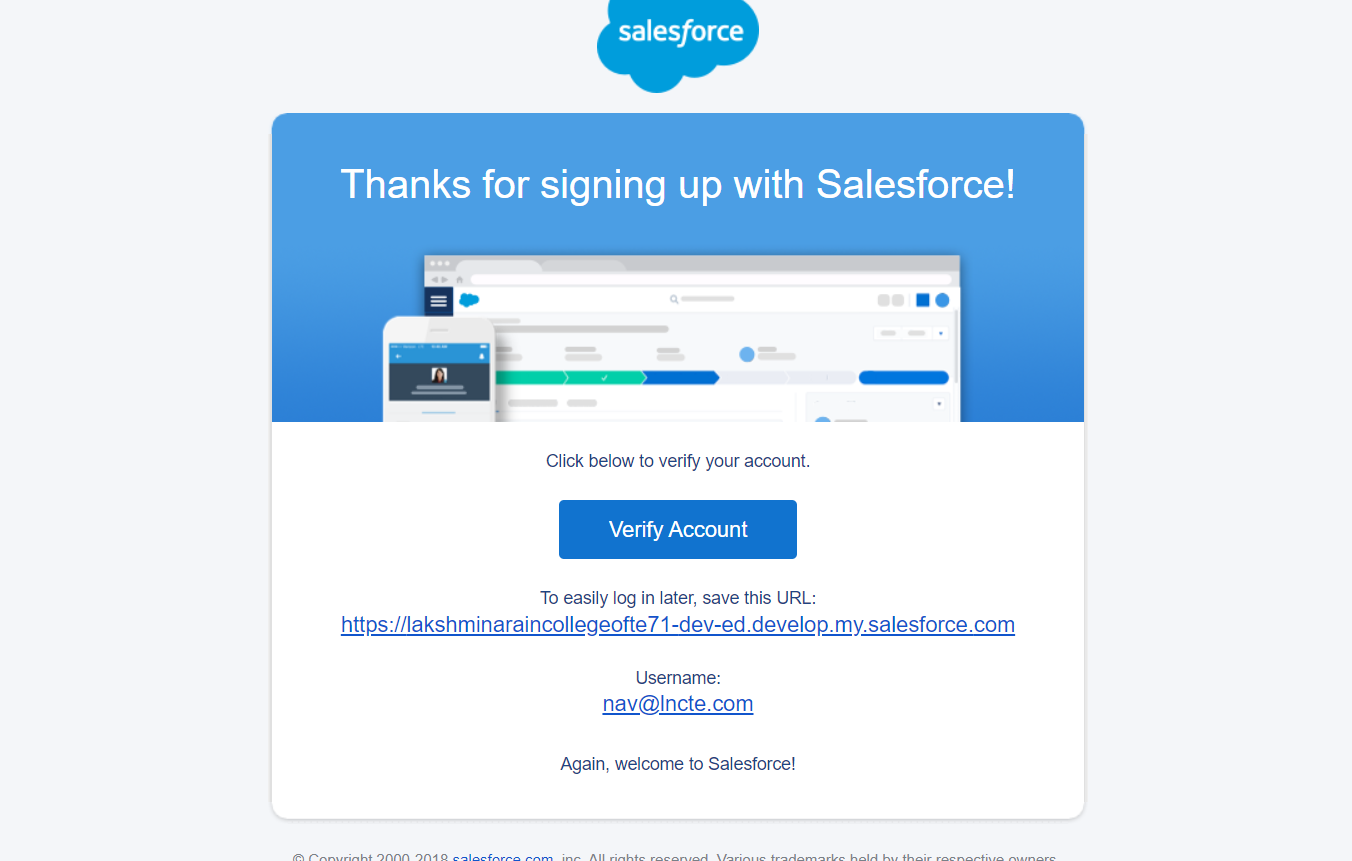 salesforce
Thanks for signing up with Salesforce!
Click below to verify your account.
Verify Account
To easily log in later, save this URL:
https://lakshminaraincollegeofte71-dev-ed.develop.my.salesforce.com
Username:
nav@lncte.com
Again, welcome to Salesforce!
© Copyright 2000-2018 salesforce.com, inc. All rights reserved. Various trademarks held by their respective owners.